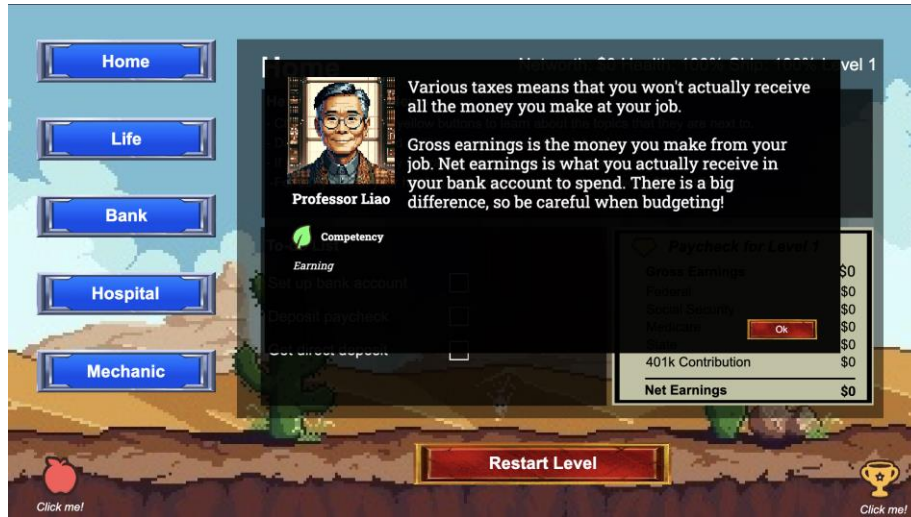 Home
Life
Bank
Hospital
Mechanic
Home
Networth: $0 Health: 100% Ship: 100% Level 1
Various taxes means that you won't actually receive
all the money you make at your job.
Gross earnings is the money you make from your
job. Net earnings is what you actually receive in
your bank account to spend. There is a big
difference, so be careful when budgeting!
Professor Liao
Competency
Earning
Set up bank account
Deposit paycheck
Get direct deposit
Paycheck for Level 1
Gross Earnings $0
Federal $0
Social Security $0
Medicare $0
State $0
401k Contribution $0
Net Earnings $0
Ok
Restart Level
Click me!
Click me!